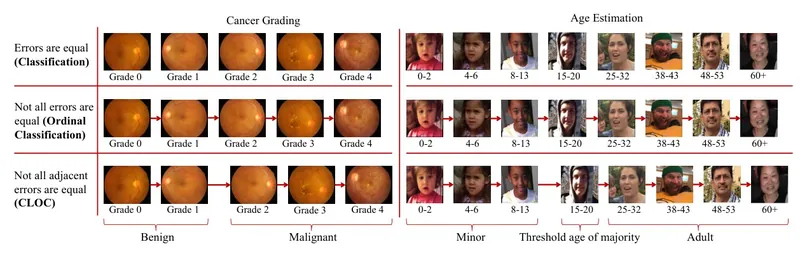 Cancer Grading
Age Estimation
Errors are equal
(Classification)
Grade 0 Grade 1 Grade 2 Grade 3 Grade 4
0-2 4-6 8-13 15-20 25-32 38-43 48-53 60+
Not all errors are
equal (Ordinal
Classification)
Grade 0 Grade 1 Grade 2 Grade 3 Grade 4
0-2 4-6 8-13 15-20 25-32 38-43 48-53 60+
Not all adjacent
errors are equal
(CLOC)
Grade 0 Grade 1 Grade 2 Grade 3 Grade 4
0-2 4-6 8-13 15-20 25-32 38-43 48-53 60+
Benign Malignant Minor Threshold age of majority Adult